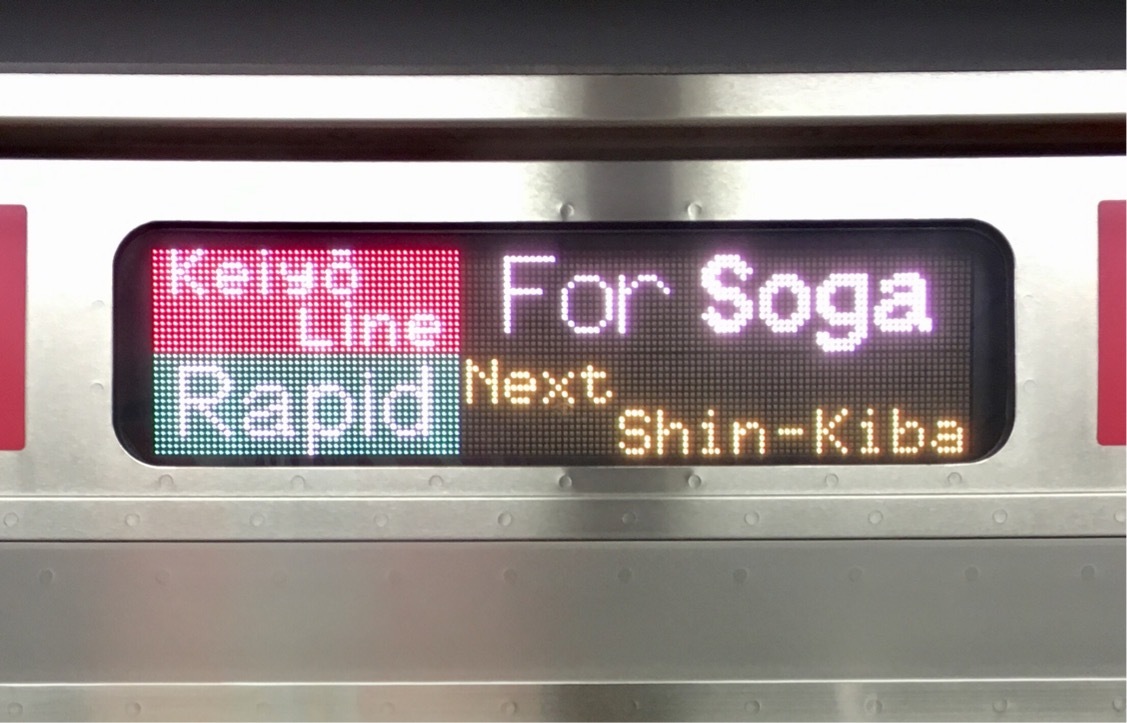 Keiyō
Line
Rapid
For Soga
Next
Shin-Kiba